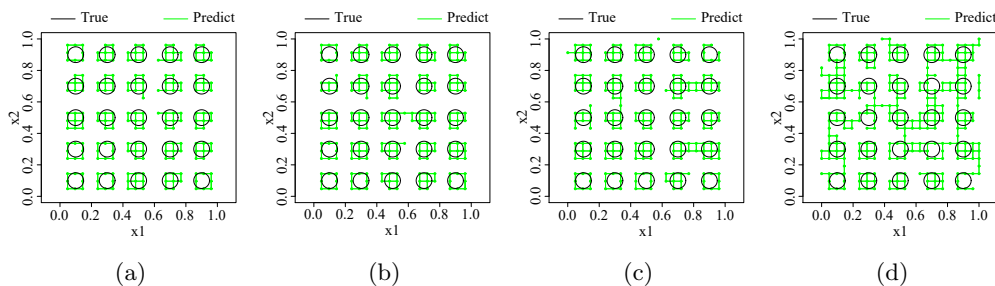 True Predict True Predict True Predict True Predict
x2 0.0 0.2 0.4 0.6 0.8 1.0 x2 0.0 0.2 0.4 0.6 0.8 1.0 x2 0.0 0.2 0.4 0.6 0.8 1.0 x2 0.0 0.2 0.4 0.6 0.8 1.0
0.0 0.2 0.4 0.6 0.8 1.0 0.0 0.2 0.4 0.6 0.8 1.0 0.0 0.2 0.4 0.6 0.8 1.0 0.0 0.2 0.4 0.6 0.8 1.0
x1 x1 x1 x1
(a) (b) (c) (d)